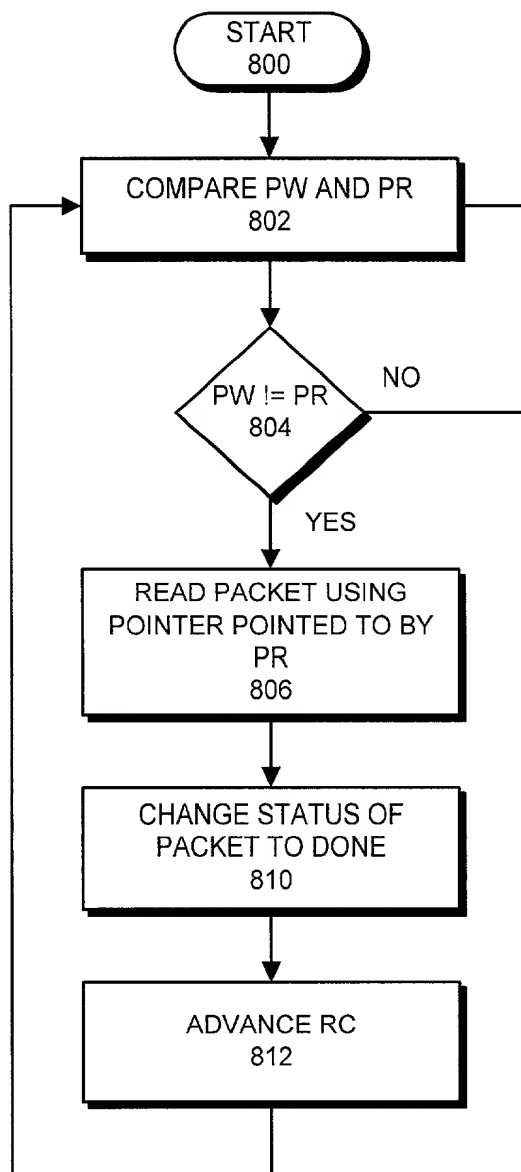 START
800
COMPARE PW AND PR
802
PW != PR
804
NO
YES
READ PACKET USING
POINTER POINTED TO BY
PR
806
CHANGE STATUS OF
PACKET TO DONE
810
ADVANCE RC
812